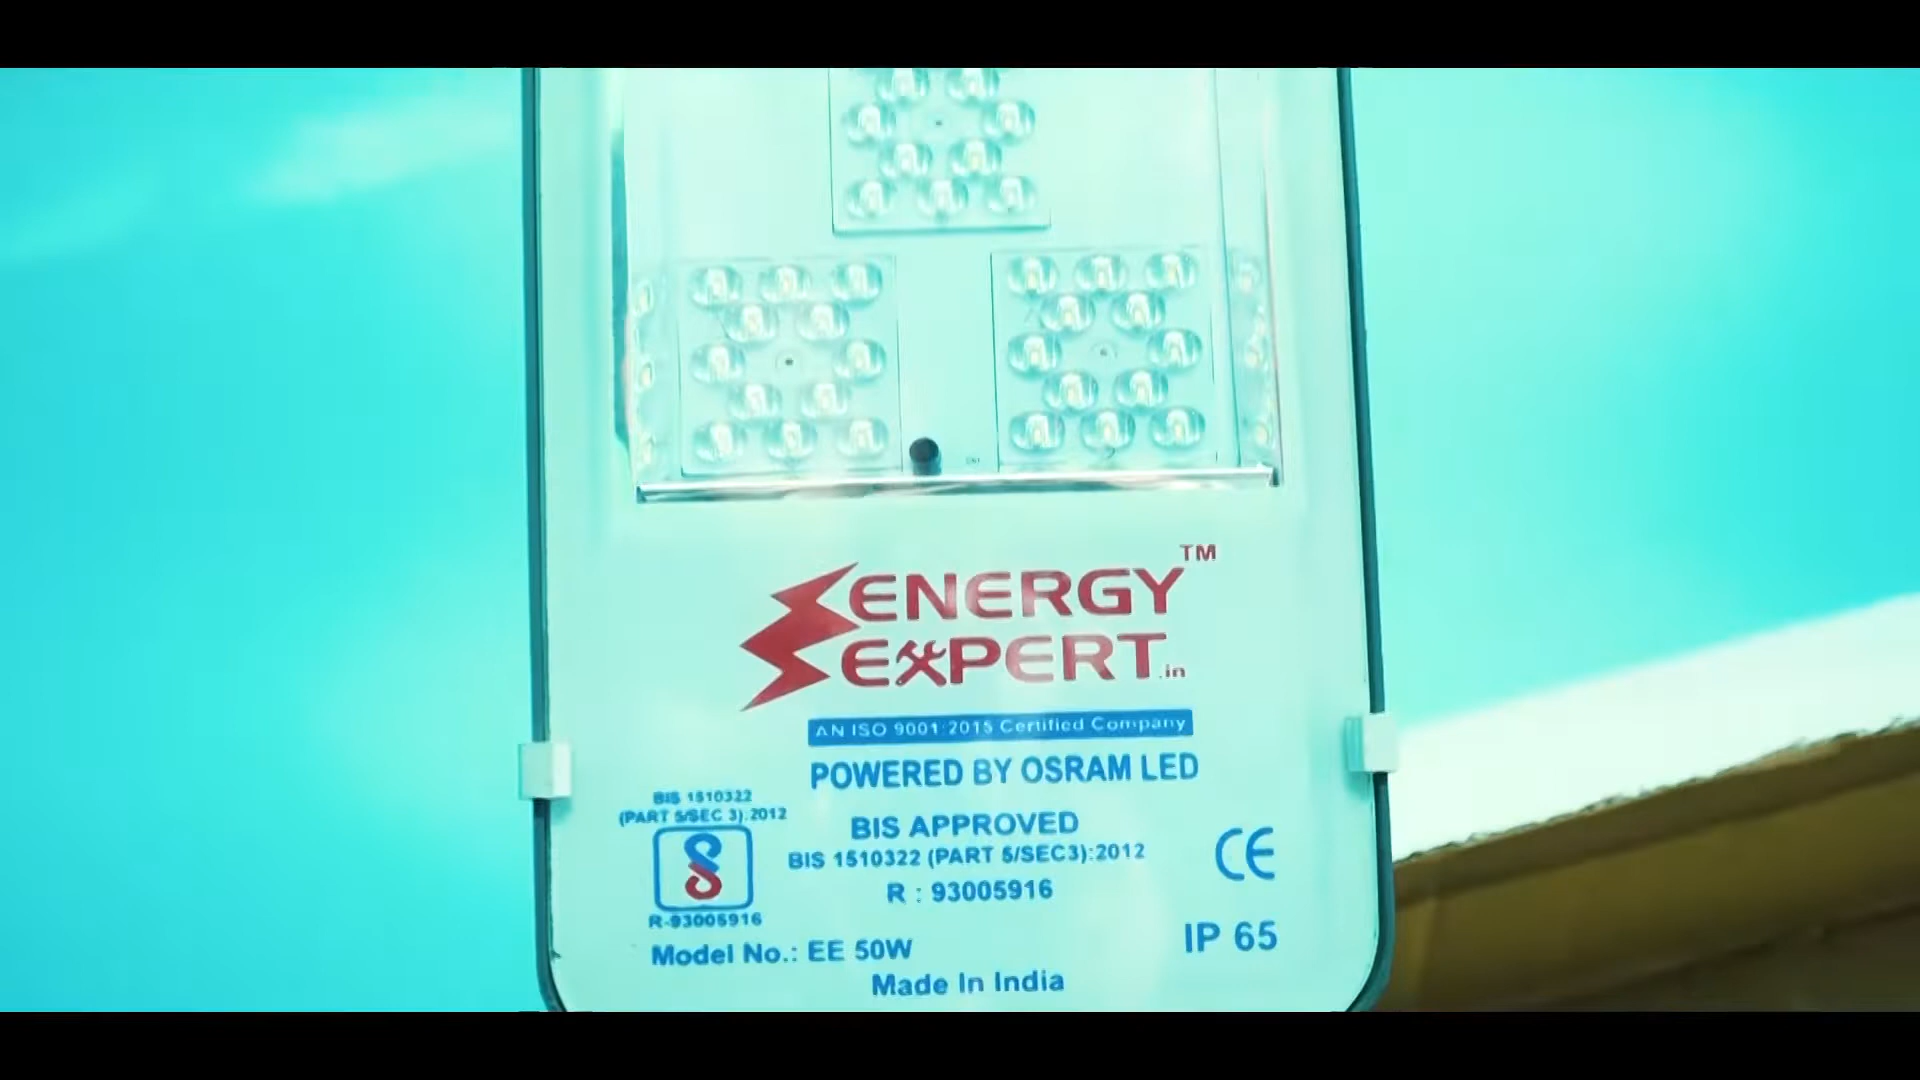 ENERGY TM
EXPERT.in
AN ISO 9001:2015 Certified Company
POWERED BY OSRAM LED
BIS 1510322
(PART 5/SEC 3):2012
R-93005916
BIS APPROVED
BIS 1510322 (PART 5/SEC3):2012
R : 93005916
CE
IP 65
Model No.: EE 50W
Made In India